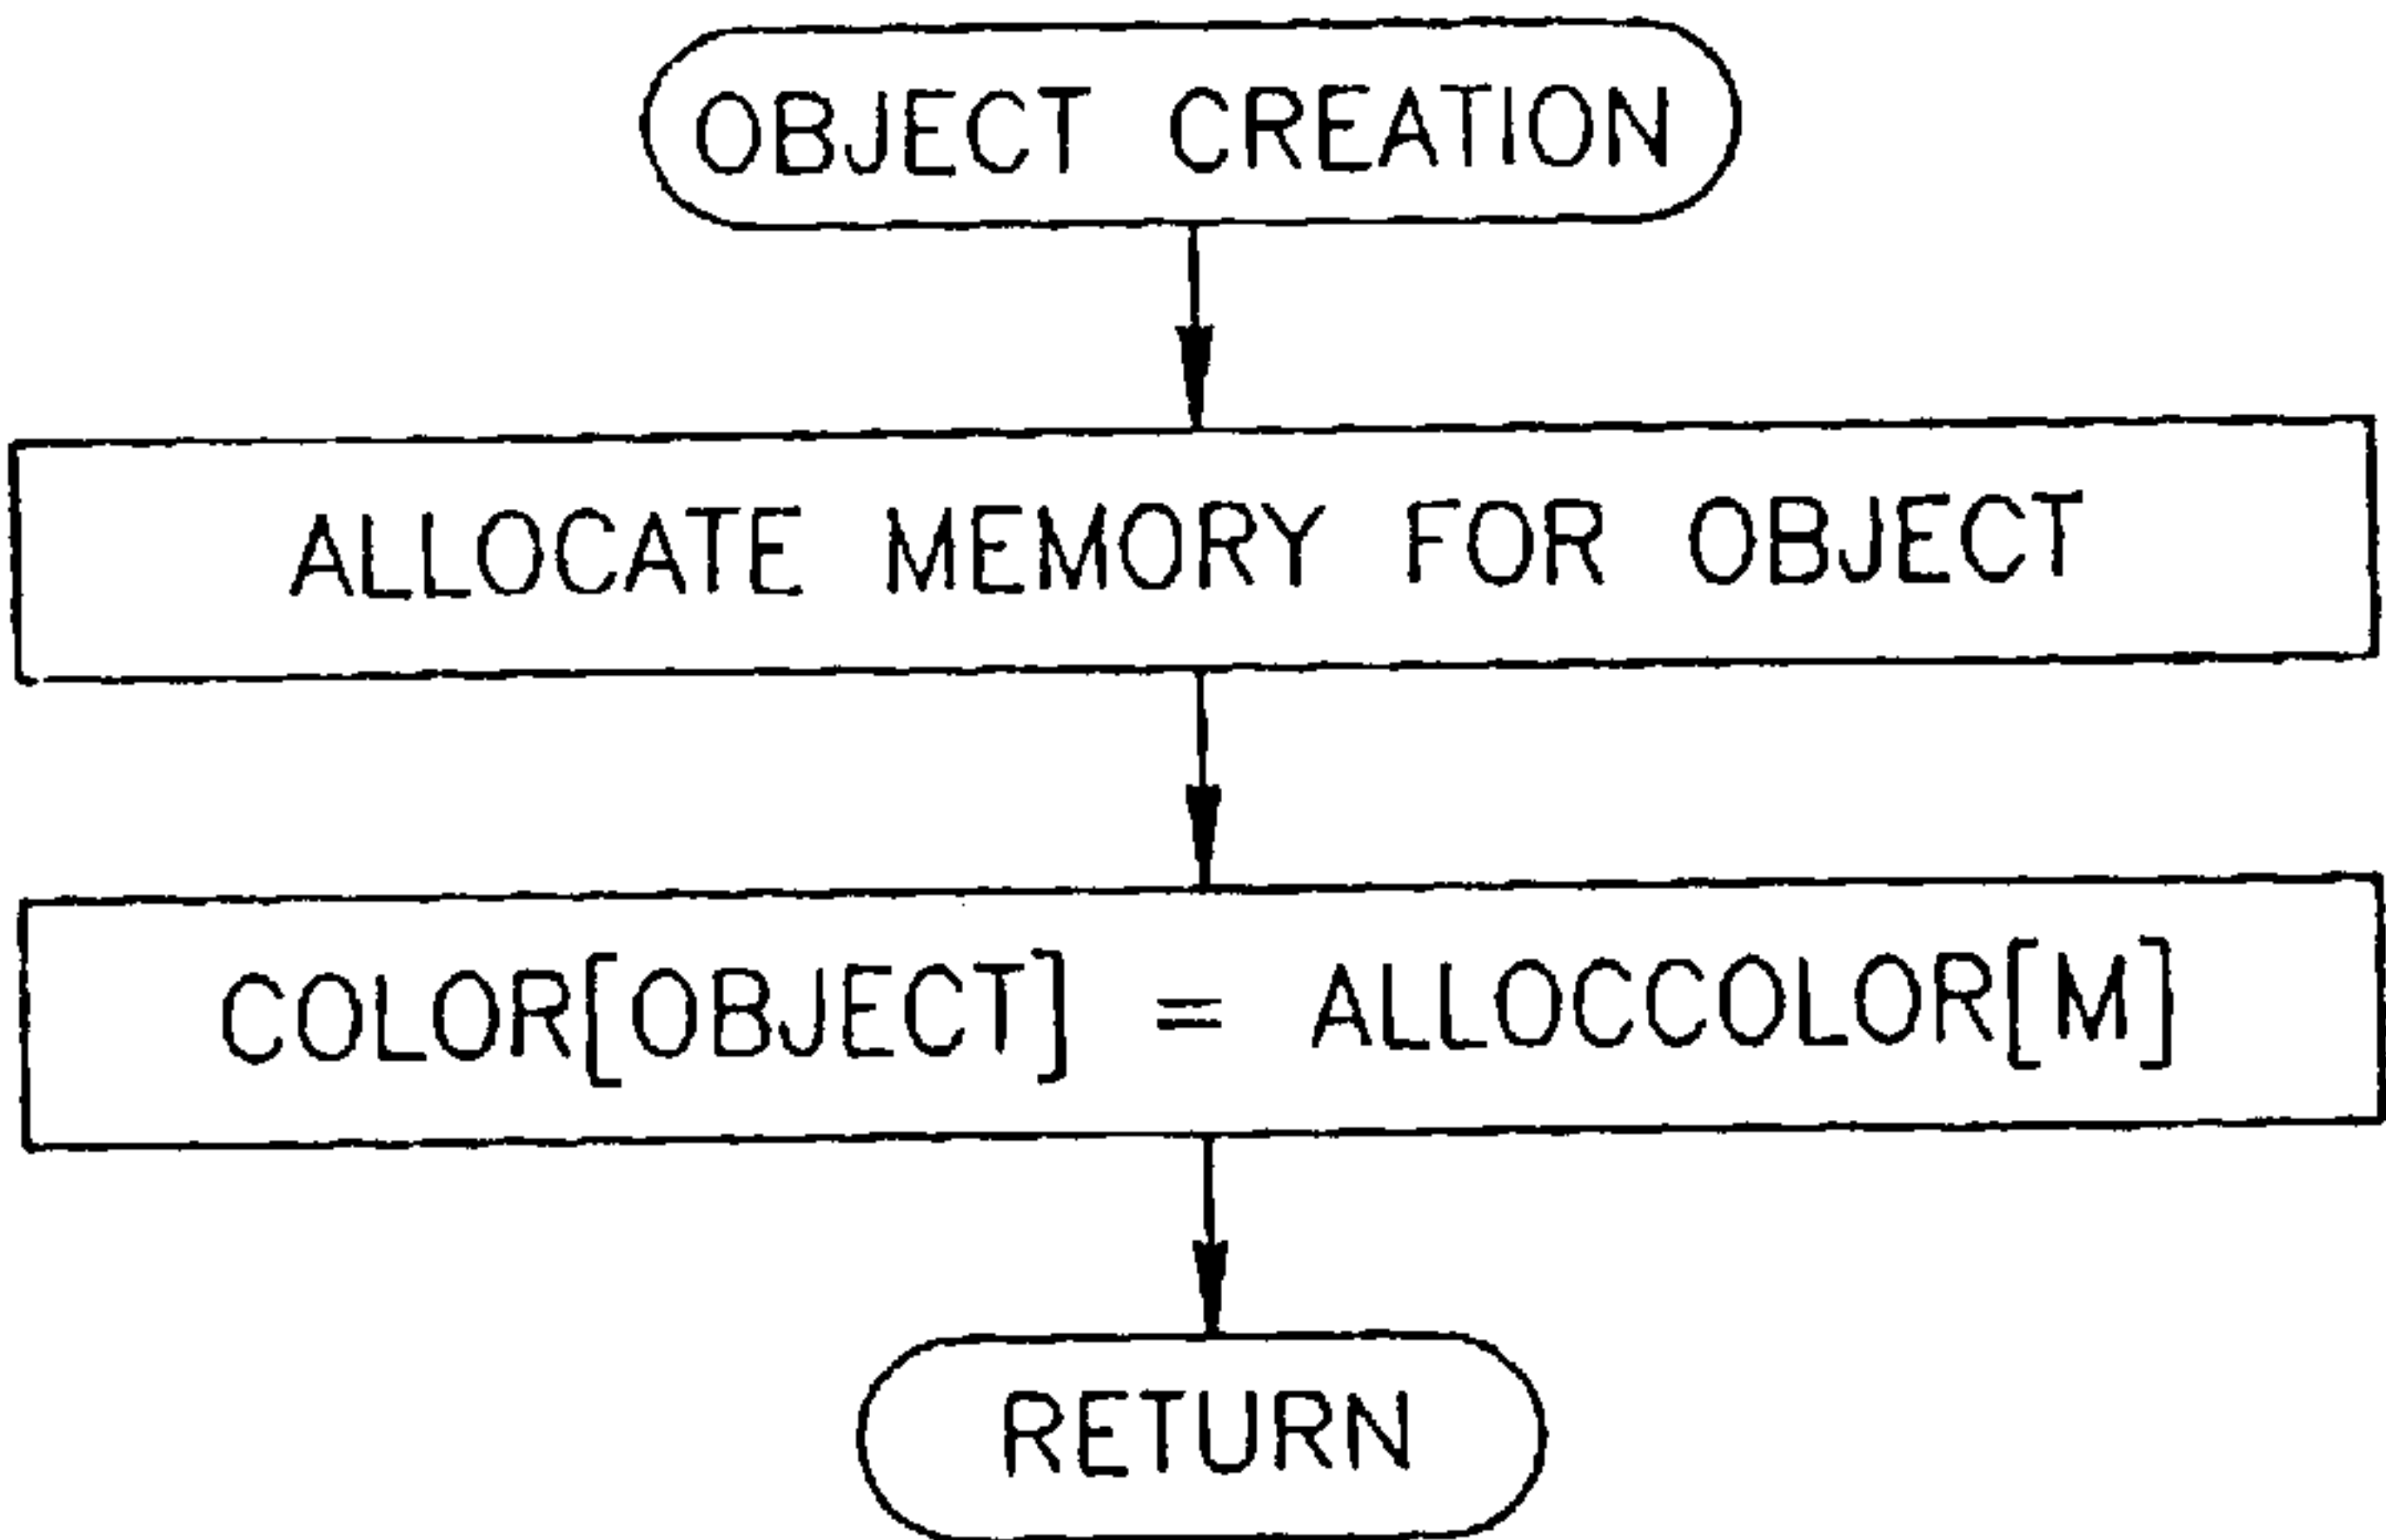 OBJECT CREATION
ALLOCATE MEMORY FOR OBJECT
COLOR[OBJECT] = ALLOCCOLOR[M]
RETURN